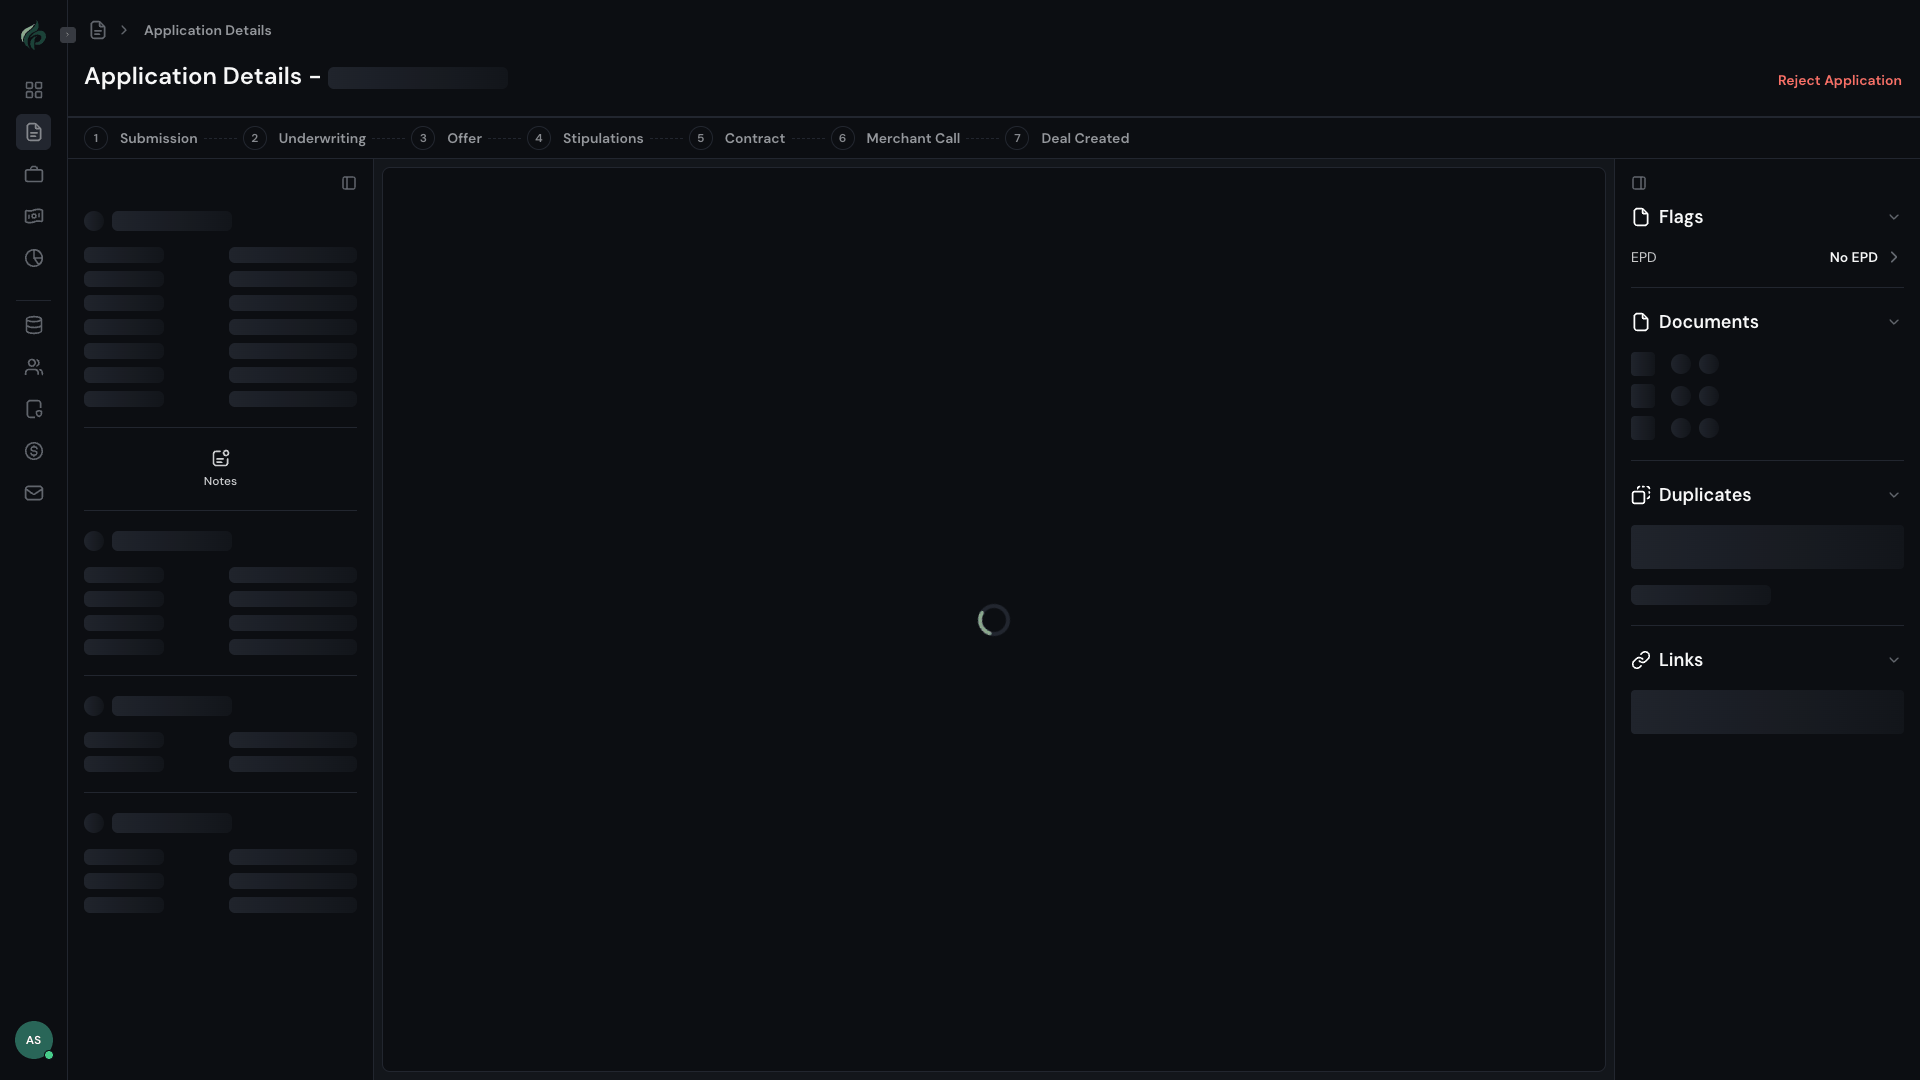 Application Details
Application Details –
Reject Application
1 Submission 2 Underwriting 3 Offer 4 Stipulations 5 Contract 6 Merchant Call 7 Deal Created
Notes
Flags
EPD No EPD
Documents
Duplicates
Links
AS